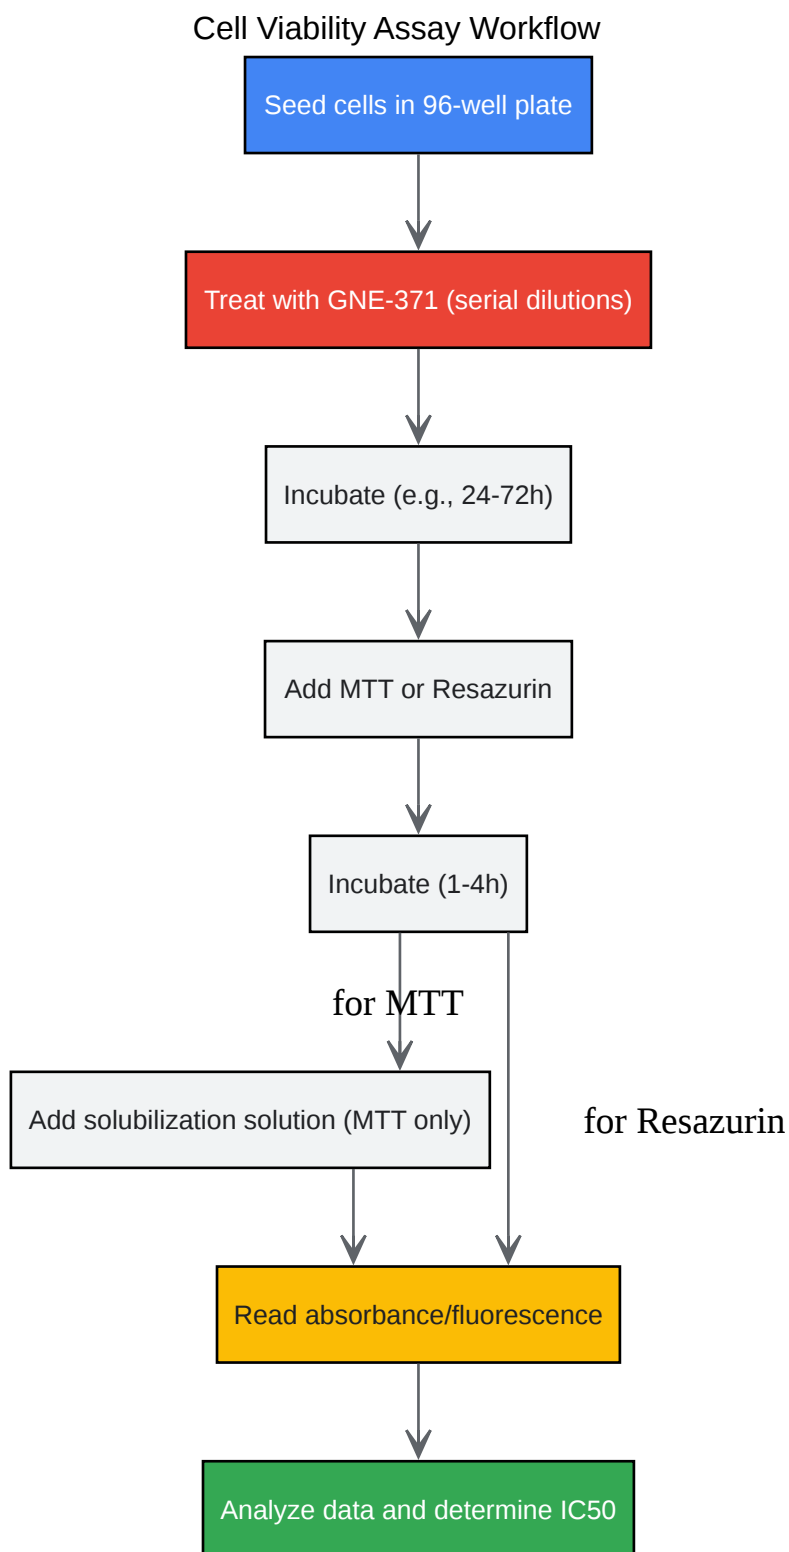 Cell Viability Assay Workflow
Seed cells in 96-well plate
Treat with GNE-371 (serial dilutions)
Incubate (e.g., 24-72h)
Add MTT or Resazurin
Incubate (1-4h)
for MTT
Add solubilization solution (MTT only)
for Resazurin
Read absorbance/fluorescence
Analyze data and determine IC50